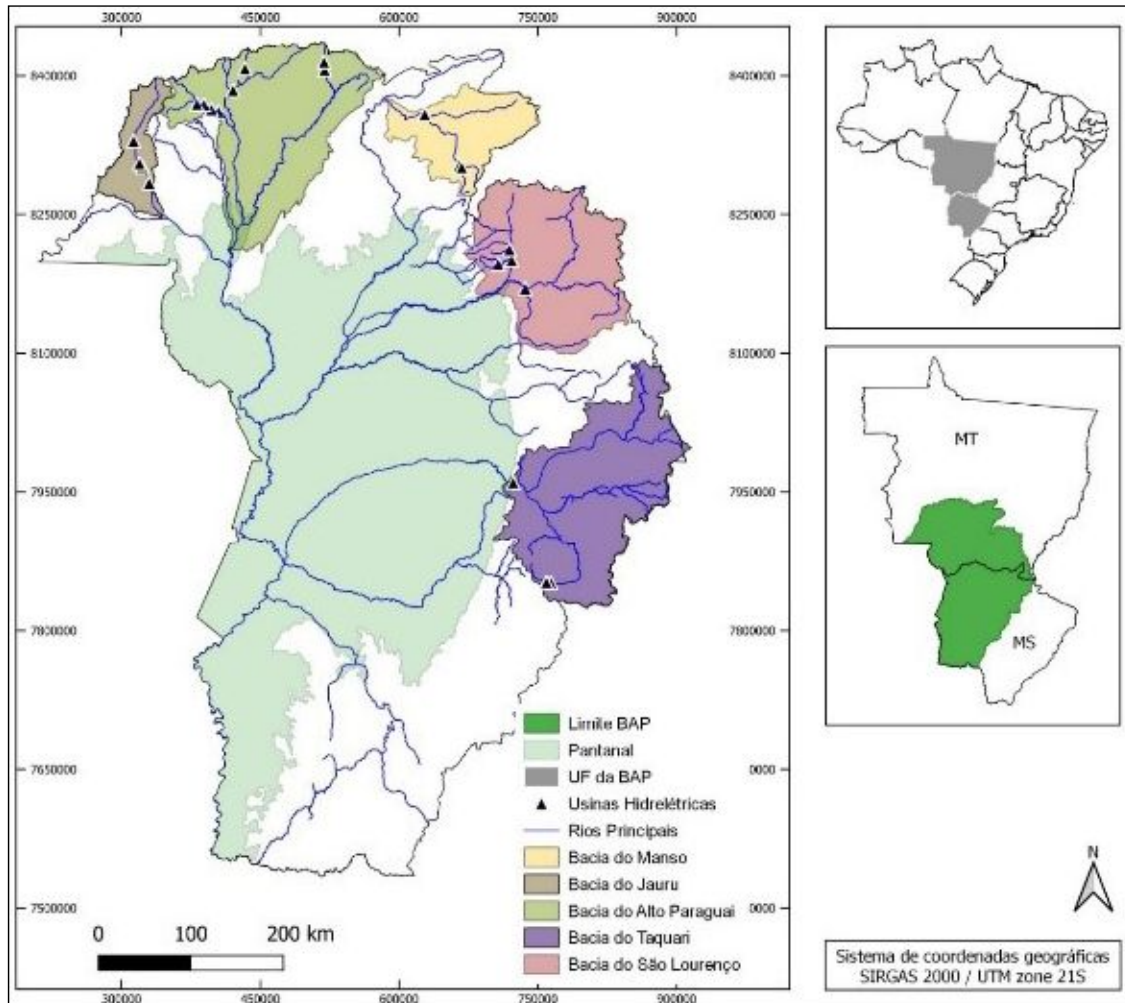 300000 450000 600000 750000 900000
8400000 8400000
8250000 8250000
8100000 8100000
7950000 7950000
7800000 7800000
7650000 0000
7500000 0000
300000 450000 600000 750000 900000
Limite BAP
Pantanal
UF da BAP
Usinas Hidrelétricas
Rios Principais
Bacia do Manso
Bacia do Jauru
Bacia do Alto Paraguai
Bacia do Taquari
Bacia do São Lourenço
0 100 200 km
MT
MS
N
Sistema de coordenadas geográficas
SIRGAS 2000 / UTM zone 21S